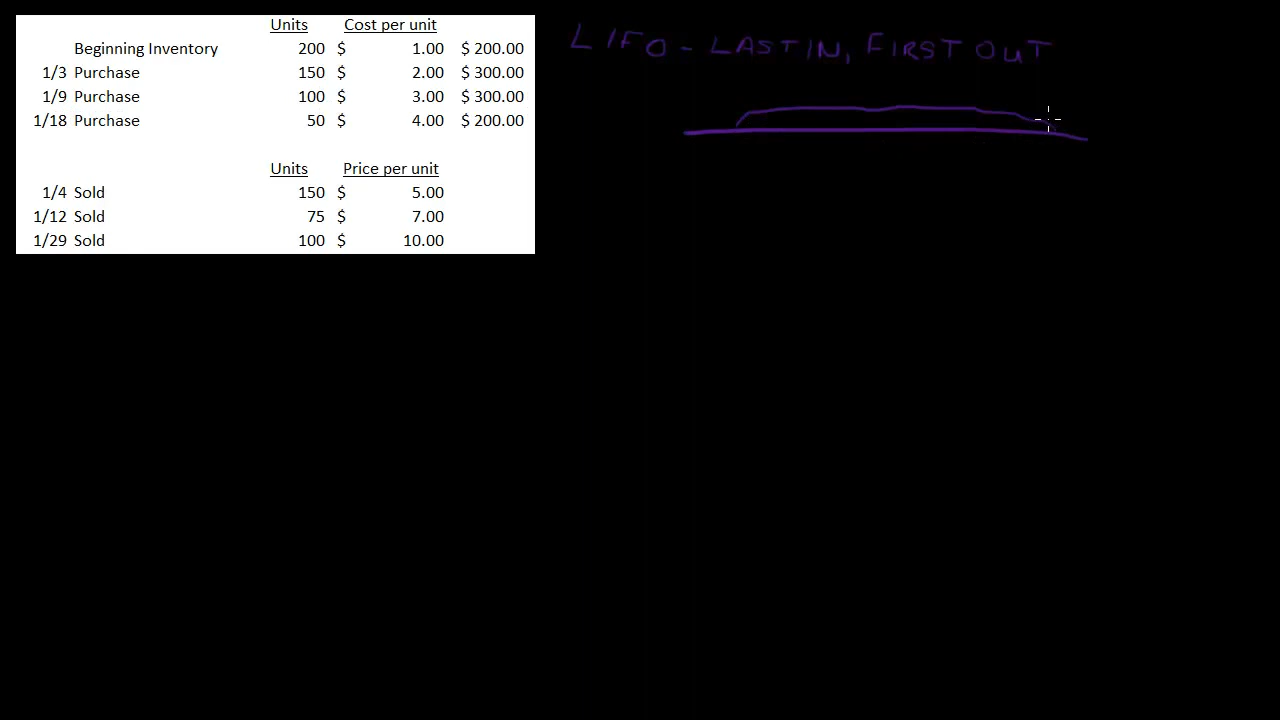 Units Cost per unit
Beginning Inventory 200 $ 1.00 $ 200.00
1/3 Purchase 150 $ 2.00 $ 300.00
1/9 Purchase 100 $ 3.00 $ 300.00
1/18 Purchase 50 $ 4.00 $ 200.00
Units Price per unit
1/4 Sold 150 $ 5.00
1/12 Sold 75 $ 7.00
1/29 Sold 100 $ 10.00
LIFO - LAST IN, FIRST OUT